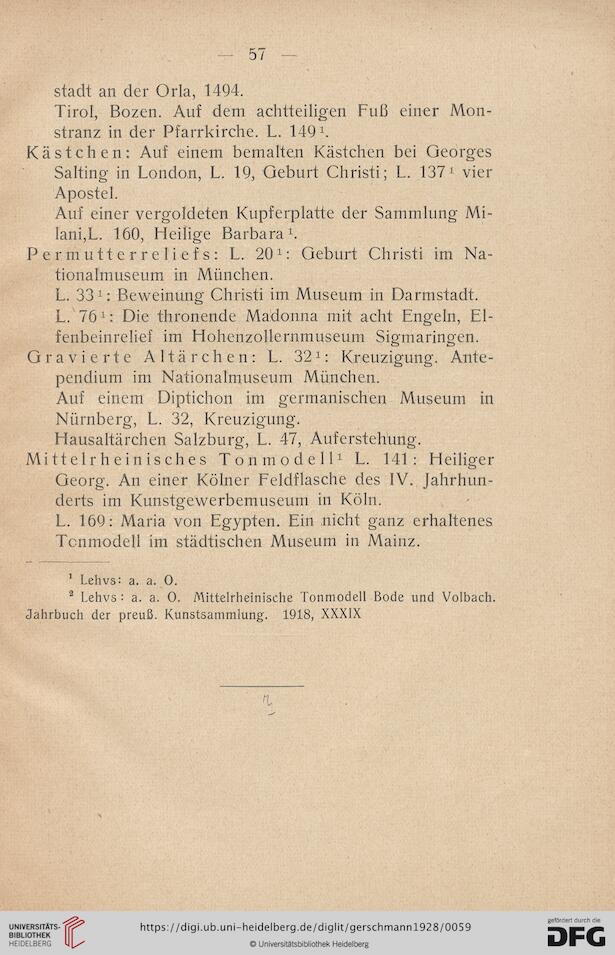 — 57 —
stadt an der Orla, 1494.
Tirol, Bozen. Auf dem achtteiligen Fuß einer Mon-
stranz in der Pfarrkirche. L. 149¹.
Kästchen: Auf einem bemalten Kästchen bei Georges
Salting in London, L. 19, Geburt Christi; L. 137¹ vier
Apostel.
Auf einer vergoldeten Kupferplatte der Sammlung Mi-
lani,L. 160, Heilige Barbara¹.
Permutterreliefs: L. 20¹: Geburt Christi im Na-
tionalmuseum in München.
L. 33¹: Beweinung Christi im Museum in Darmstadt.
L. 76¹: Die thronende Madonna mit acht Engeln, El-
fenbeinrelief im Hohenzollernmuseum Sigmaringen.
Gravierte Altärchen: L. 32¹: Kreuzigung. Ante-
pendium im Nationalmuseum München.
Auf einem Diptichon im germanischen Museum in
Nürnberg, L. 32, Kreuzigung.
Hausaltärchen Salzburg, L. 47, Auferstehung.
Mittelrheinisches Tonmodell¹ L. 141: Heiliger
Georg. An einer Kölner Feldflasche des IV. Jahrhun-
derts im Kunstgewerbemuseum in Köln.
L. 169: Maria von Egypten. Ein nicht ganz erhaltenes
Tonmodell im städtischen Museum in Mainz.
¹ Lehvs: a. a. O.
² Lehvs: a. a. O. Mittelrheinische Tonmodell Bode und Volbach.
Jahrbuch der preuß. Kunstsammlung. 1918, XXXIX
UNIVERSITÄTS-
BIBLIOTHEK
HEIDELBERG
https://digi.ub.uni-heidelberg.de/diglit/gerschmann1928/0059
© Universitätsbibliothek Heidelberg
gefördert durch die
DFG